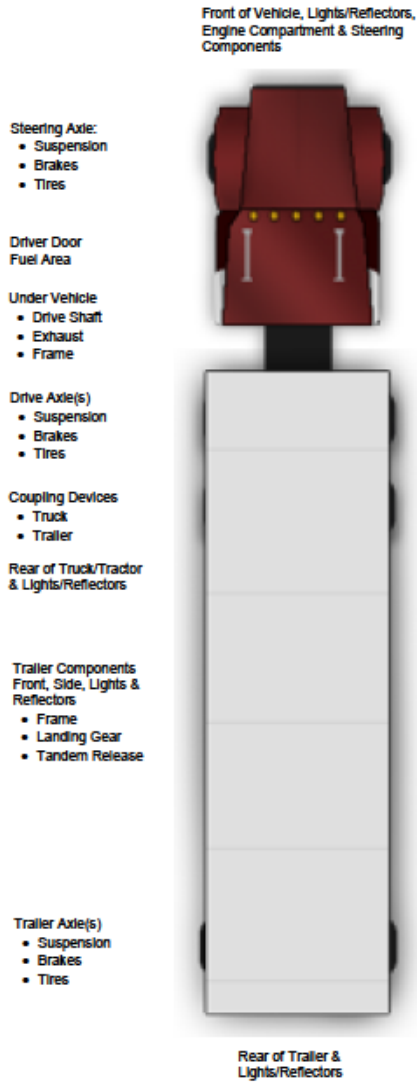 Front of Vehicle, Lights/Reflectors,
Engine Compartment & Steering
Components
Steering Axle:
• Suspension
• Brakes
• Tires
Driver Door
Fuel Area
Under Vehicle
• Drive Shaft
• Exhaust
• Frame
Drive Axle(s)
• Suspension
• Brakes
• Tires
Coupling Devices
• Truck
• Trailer
Rear of Truck/Tractor
& Lights/Reflectors
Trailer Components
Front, Side, Lights &
Reflectors
• Frame
• Landing Gear
• Tandem Release
Trailer Axle(s)
• Suspension
• Brakes
• Tires
Rear of Trailer &
Lights/Reflectors